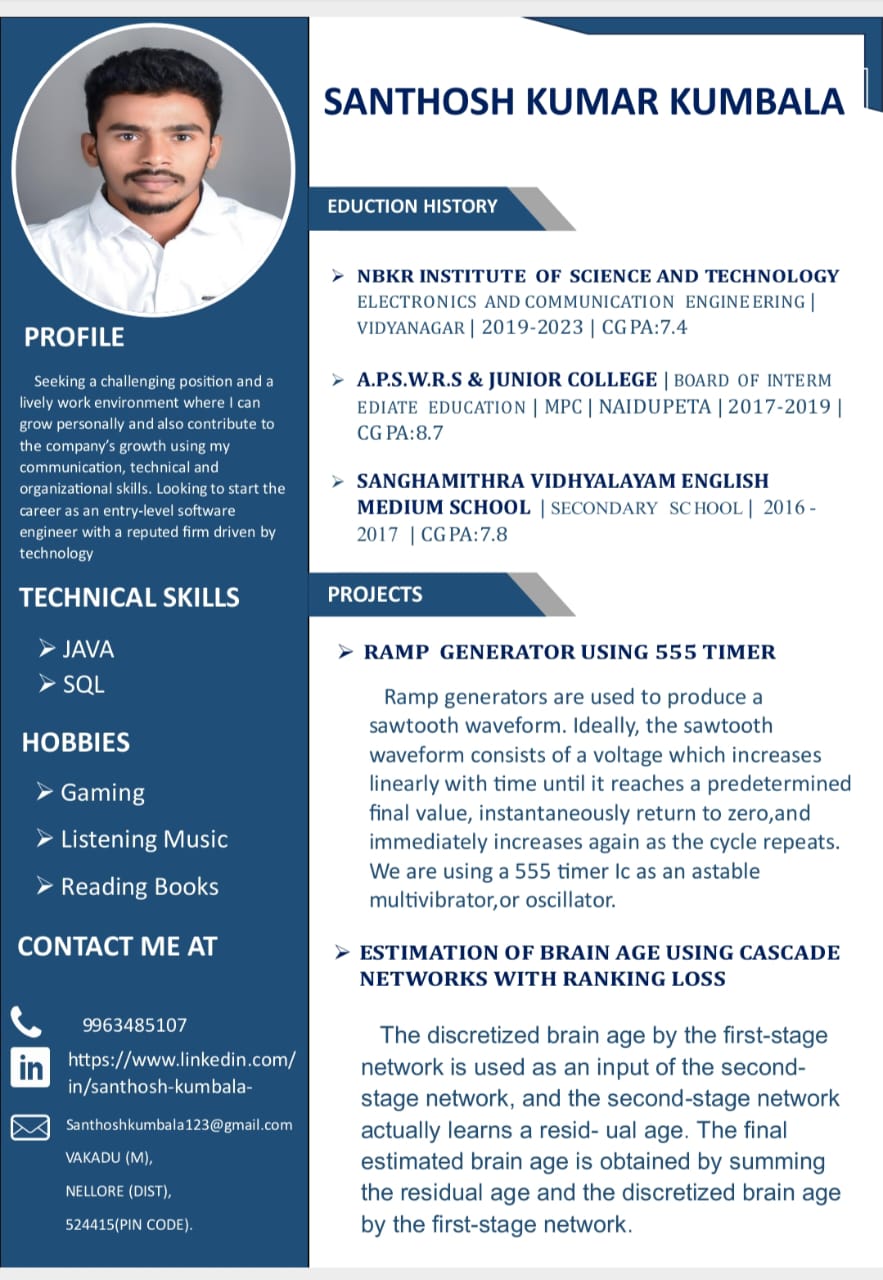 SANTHOSH KUMAR KUMBALA
PROFILE
Seeking a challenging position and a
lively work environment where I can
grow personally and also contribute to
the company's growth using my
communication, technical and
organizational skills. Looking to start the
career as an entry-level software
engineer with a reputed firm driven by
technology
TECHNICAL SKILLS
➢ JAVA
➢ SQL
HOBBIES
➢ Gaming
➢ Listening Music
➢ Reading Books
CONTACT ME AT
9963485107
in
https://www.linkedin.com/
in/santhosh-kumbala-
Santhoshkumbala123@gmail.com
VAKADU (M),
NELLORE (DIST),
524415(PIN CODE).
EDUCTION HISTORY
➢ NBKR INSTITUTE OF SCIENCE AND TECHNOLOGY
ELECTRONICS AND COMMUNICATION ENGINEERING |
VIDYANAGAR | 2019-2023 | CGPA:7.4
➢ A.P.S.W.R.S & JUNIOR COLLEGE | BOARD OF INTERM
EDIATE EDUCATION | MPC | NAIDUPETA | 2017-2019 |
CGPA:8.7
➢ SANGHAMITHRA VIDHYALAYAM ENGLISH
MEDIUM SCHOOL | SECONDARY SCHOOL | 2016-
2017 | CGPA:7.8
PROJECTS
➢ RAMP GENERATOR USING 555 TIMER
Ramp generators are used to produce a
sawtooth waveform. Ideally, the sawtooth
waveform consists of a voltage which increases
linearly with time until it reaches a predetermined
final value, instantaneously return to zero,and
immediately increases again as the cycle repeats.
We are using a 555 timer Ic as an astable
multivibrator,or oscillator.
➢ ESTIMATION OF BRAIN AGE USING CASCADE
NETWORKS WITH RANKING LOSS
The discretized brain age by the first-stage
network is used as an input of the second-
stage network, and the second-stage network
actually learns a resid- ual age. The final
estimated brain age is obtained by summing
the residual age and the discretized brain age
by the first-stage network.